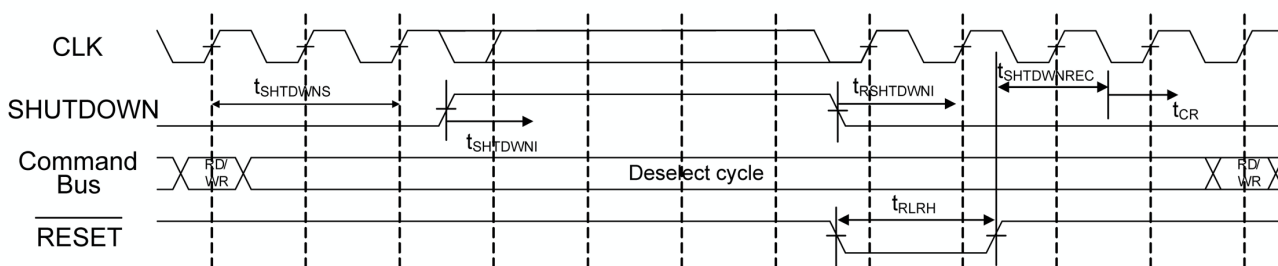 CLK
tSHTDWNS
tRSHTDWNI
tSHTDWNREC
SHUTDOWN
tSHTDWNI
tCR
Command
Bus
RD/
WR
Deselect cycle
RD/
WR
tRLRH
RESET